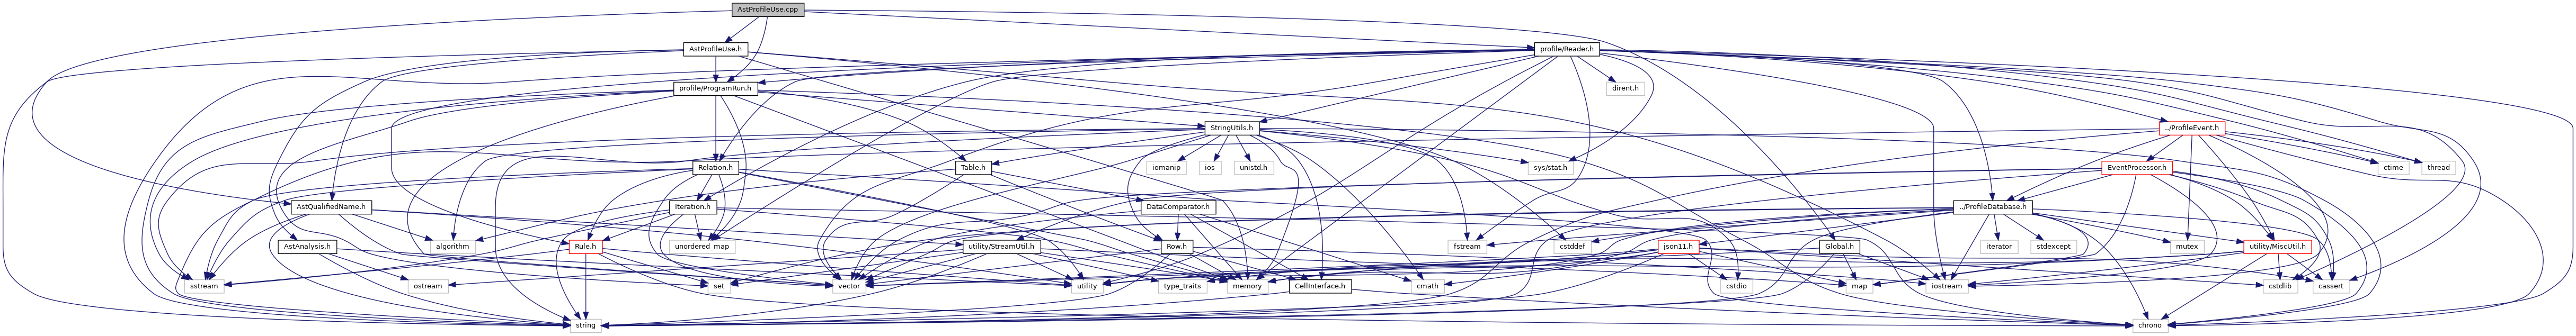 AstProfileUse.cpp
AstProfileUse.h
profile/Reader.h
profile/ProgramRun.h
dirent.h
StringUtils.h
../ProfileEvent.h
Relation.h
Table.h
iomanip
ios
unistd.h
sys/stat.h
EventProcessor.h
ctime
thread
AstQualifiedName.h
Iteration.h
DataComparator.h
../ProfileDatabase.h
AstAnalysis.h
algorithm
Rule.h
unordered_map
utility/StreamUtil.h
Row.h
fstream
cstddef
json11.h
Global.h
iterator
stdexcept
mutex
utility/MiscUtil.h
sstream
ostream
set
vector
utility
type_traits
memory
CellInterface.h
cmath
cstdio
map
iostream
cstdlib
cassert
string
chrono